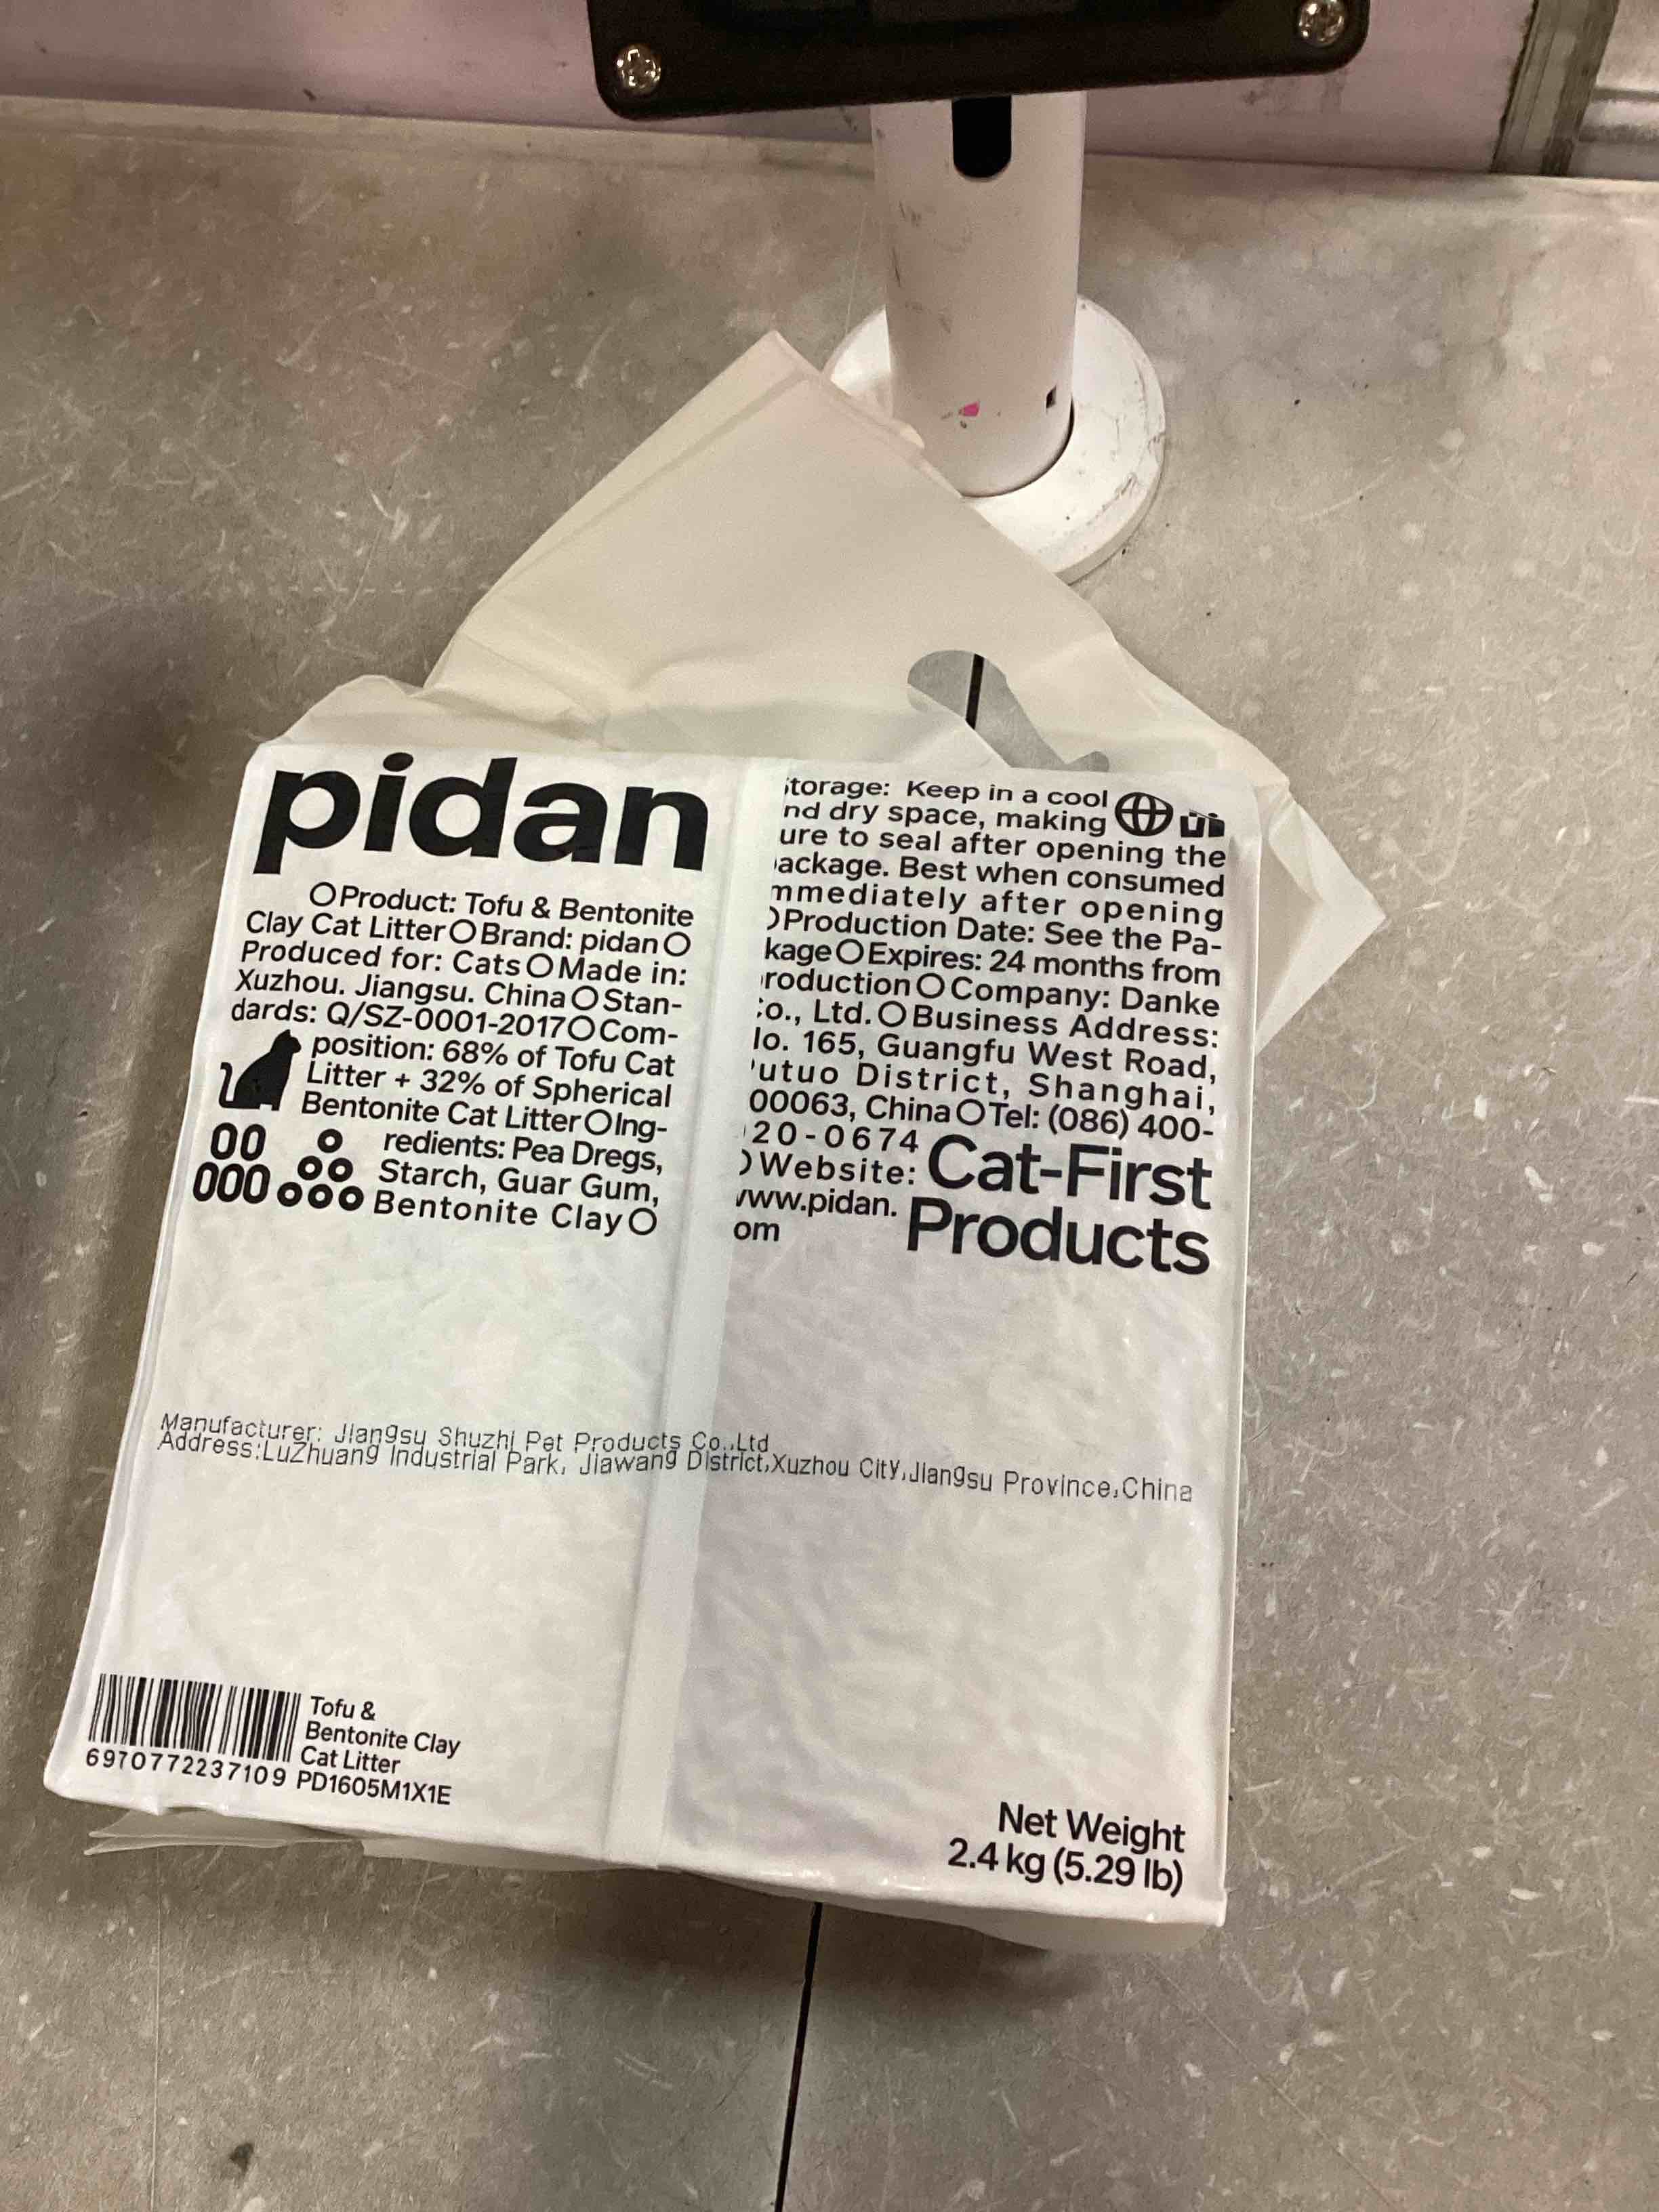 pidan
Product: Tofu & Bentonite
Clay Cat Litter Brand: pidan
Produced for: Cats Made in:
Xuzhou. Jiangsu. China Stan-
dards: Q/SZ-0001-2017 Com-
position: 68% of Tofu Cat
Litter + 32% of Spherical
Bentonite Cat Litter Ing-
redients: Pea Dregs,
Starch, Guar Gum,
Bentonite Clay
torage: Keep in a cool
nd dry space, making
ure to seal after opening the
ackage. Best when consumed
mmediately after opening
Production Date: See the Pa-
kage Expires: 24 months from
roduction Company: Danke
o., Ltd. Business Address:
o. 165, Guangfu West Road,
utuo District, Shanghai,
00063, China Tel: (086) 400-
20-0674
Website:
ww.pidan.
om
Cat-First
Products
Manufacturer: Jiangsu Shuzhi Pet Products Co.,Ltd
Address:LuZhuang Industrial Park, Jiawang District,Xuzhou City,Jiangsu Province,China
Tofu &
Bentonite Clay
Cat Litter
6970772237109 PD1605M1X1E
Net Weight
2.4 kg (5.29 lb)